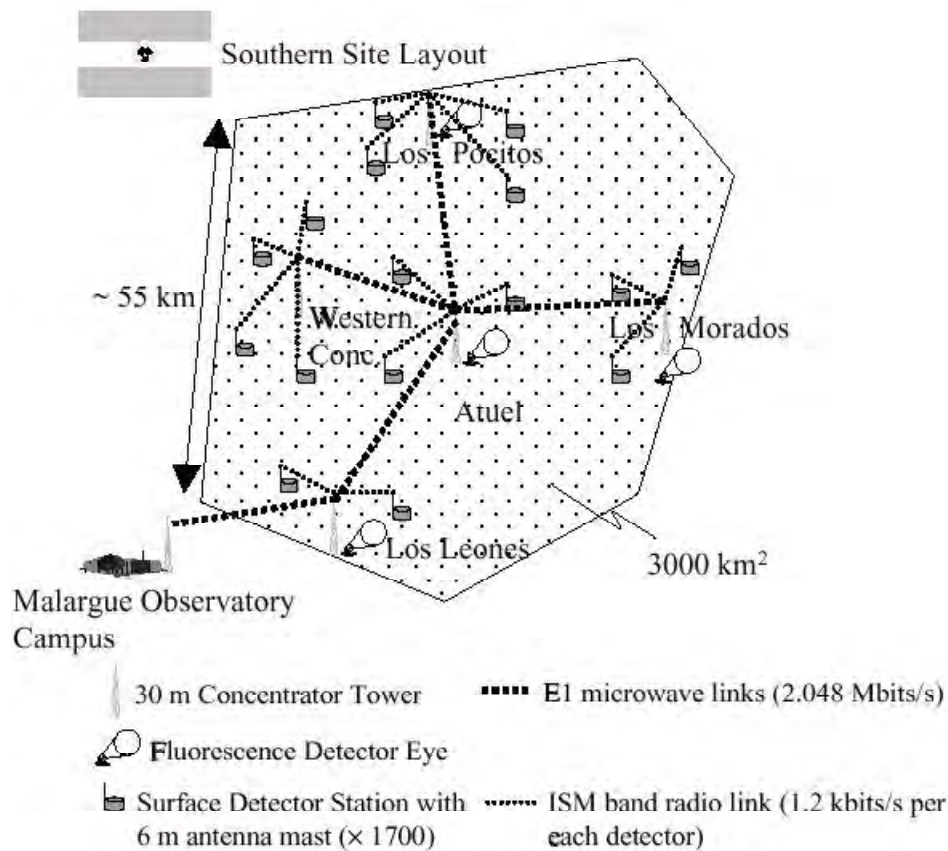 Southern Site Layout
Los Pocitos
~ 55 km
Western
Conc.
Los Morados
Atuel
Los Leones
3000 km²
Malargue Observatory
Campus
30 m Concentrator Tower
E1 microwave links (2.048 Mbits/s)
Fluorescence Detector Eye
Surface Detector Station with
6 m antenna mast (× 1700)
ISM band radio link (1.2 kbits/s per
each detector)